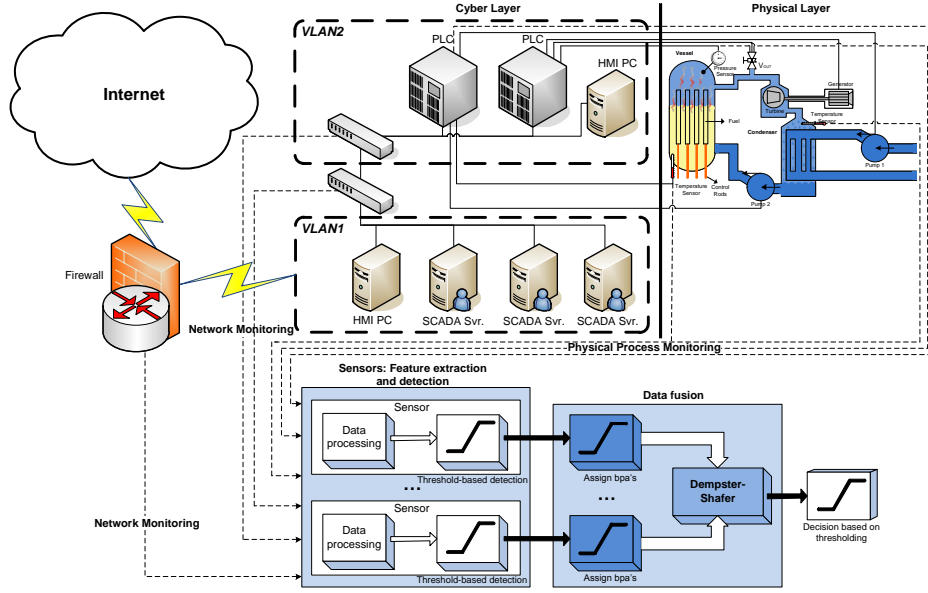 Cyber Layer
Physical Layer
VLAN2
PLC
PLC
HMI PC
Internet
Vessel
Pressure
Sensor
VOUT
Generator
Turbine
Temperature
Sensor
Fuel
Condenser
Pump 1
Temperature
Sensor
Control
Rods
Pump 2
VLAN1
Firewall
HMI PC
SCADA Svr.
SCADA Svr.
SCADA Svr.
Network Monitoring
Physical Process Monitoring
Sensors: Feature extraction
and detection
Data fusion
Sensor
Data
processing
Threshold-based detection
Assign bpa's
...
...
Dempster-
Shafer
Sensor
Data
processing
Threshold-based detection
Assign bpa's
Decision based on
thresholding
Network Monitoring